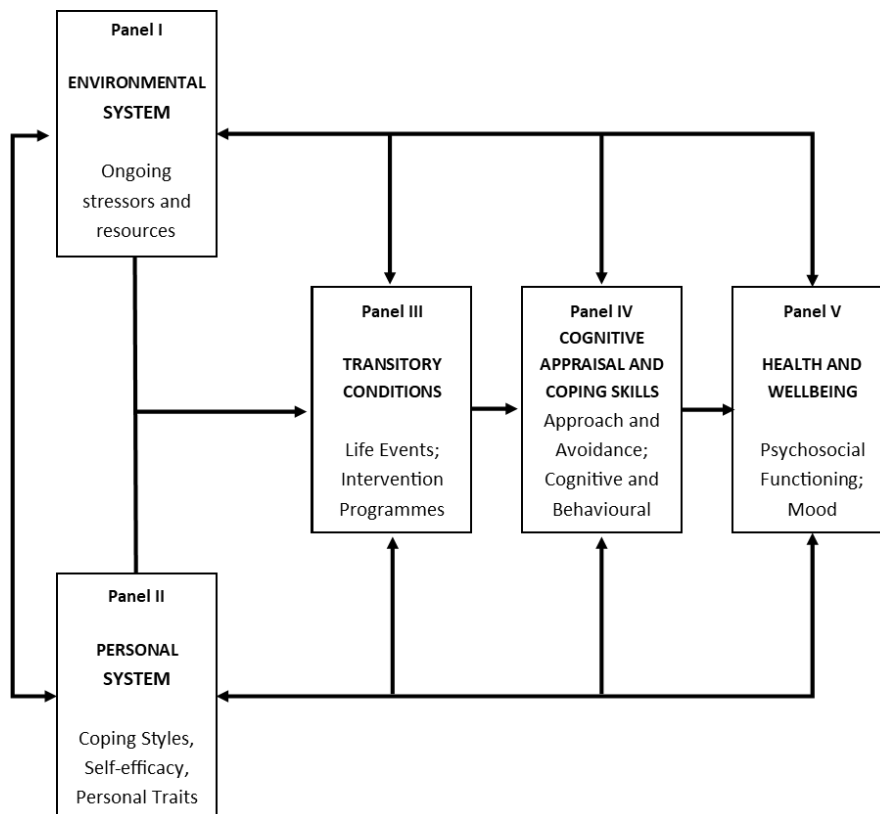 Panel I
ENVIRONMENTAL
SYSTEM
Ongoing
stressors and
resources
Panel III
TRANSITORY
CONDITIONS
Life Events;
Intervention
Programmes
Panel IV
COGNITIVE
APPRAISAL AND
COPING SKILLS
Approach and
Avoidance;
Cognitive and
Behavioural
Panel V
HEALTH AND
WELLBEING
Psychosocial
Functioning;
Mood
Panel II
PERSONAL
SYSTEM
Coping Styles,
Self-efficacy,
Personal Traits